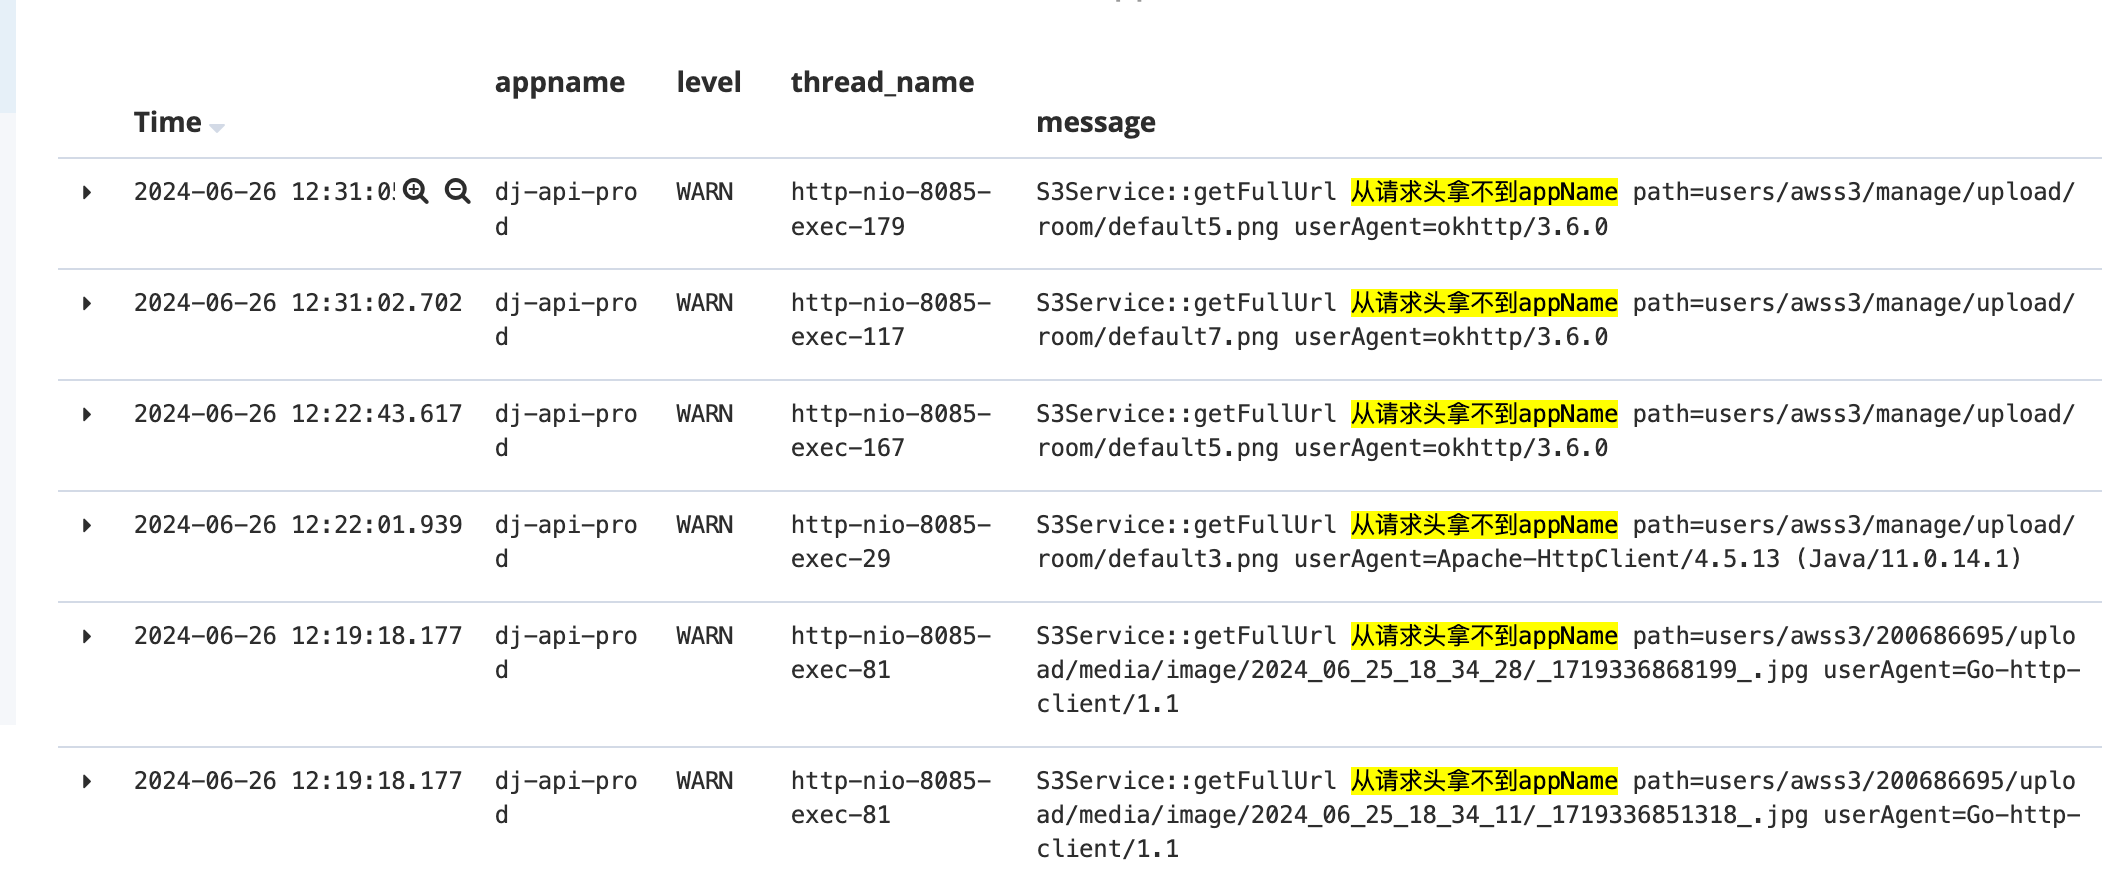 appname level thread_name
Time message
2024-06-26 12:31:0 dj-api-pro WARN http-nio-8085- S3Service::getFullUrl 从请求头拿不到appName path=users/awss3/manage/upload/
d exec-179 room/default5.png userAgent=okhttp/3.6.0
2024-06-26 12:31:02.702 dj-api-pro WARN http-nio-8085- S3Service::getFullUrl 从请求头拿不到appName path=users/awss3/manage/upload/
d exec-117 room/default7.png userAgent=okhttp/3.6.0
2024-06-26 12:22:43.617 dj-api-pro WARN http-nio-8085- S3Service::getFullUrl 从请求头拿不到appName path=users/awss3/manage/upload/
d exec-167 room/default5.png userAgent=okhttp/3.6.0
2024-06-26 12:22:01.939 dj-api-pro WARN http-nio-8085- S3Service::getFullUrl 从请求头拿不到appName path=users/awss3/manage/upload/
d exec-29 room/default3.png userAgent=Apache-HttpClient/4.5.13 (Java/11.0.14.1)
2024-06-26 12:19:18.177 dj-api-pro WARN http-nio-8085- S3Service::getFullUrl 从请求头拿不到appName path=users/awss3/200686695/uplo
d exec-81 ad/media/image/2024_06_25_18_34_28/_1719336868199_.jpg userAgent=Go-http-
client/1.1
2024-06-26 12:19:18.177 dj-api-pro WARN http-nio-8085- S3Service::getFullUrl 从请求头拿不到appName path=users/awss3/200686695/uplo
d exec-81 ad/media/image/2024_06_25_18_34_11/_1719336851318_.jpg userAgent=Go-http-
client/1.1